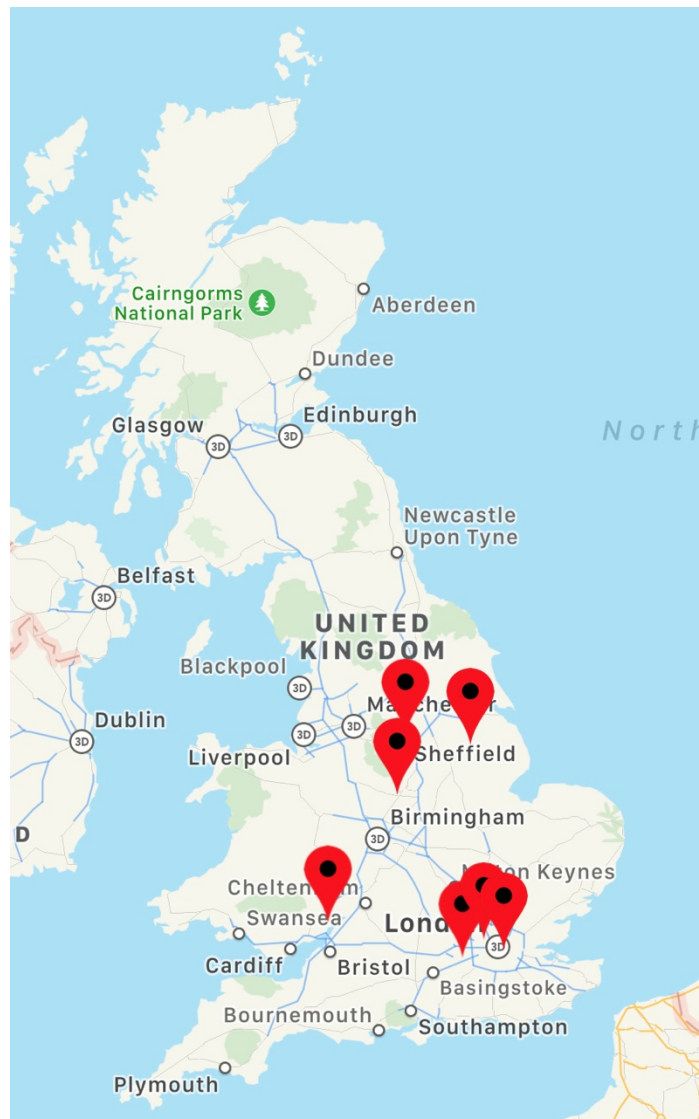 Cairngorms
National Park
Aberdeen
Dundee
Glasgow
3D
Edinburgh
3D
North
Newcastle
Upon Tyne
Belfast
3D
UNITED
KINGDOM
Blackpool
3D
Dublin
3D
Liverpool
3D
3D
Sheffield
D
Birmingham
3D
Swansea
Cardiff
Bristol
3D
Basingstoke
Bournemouth
Southampton
Plymouth